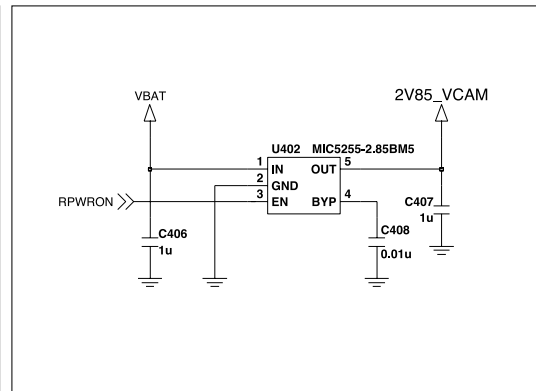 VBAT
2V85_VCAM
U402 MIC5255-2.85BM5
1 IN OUT 5
2 GND
3 EN BYP 4
RPWRON
C406
1u
C408
0.01u
C407
1u